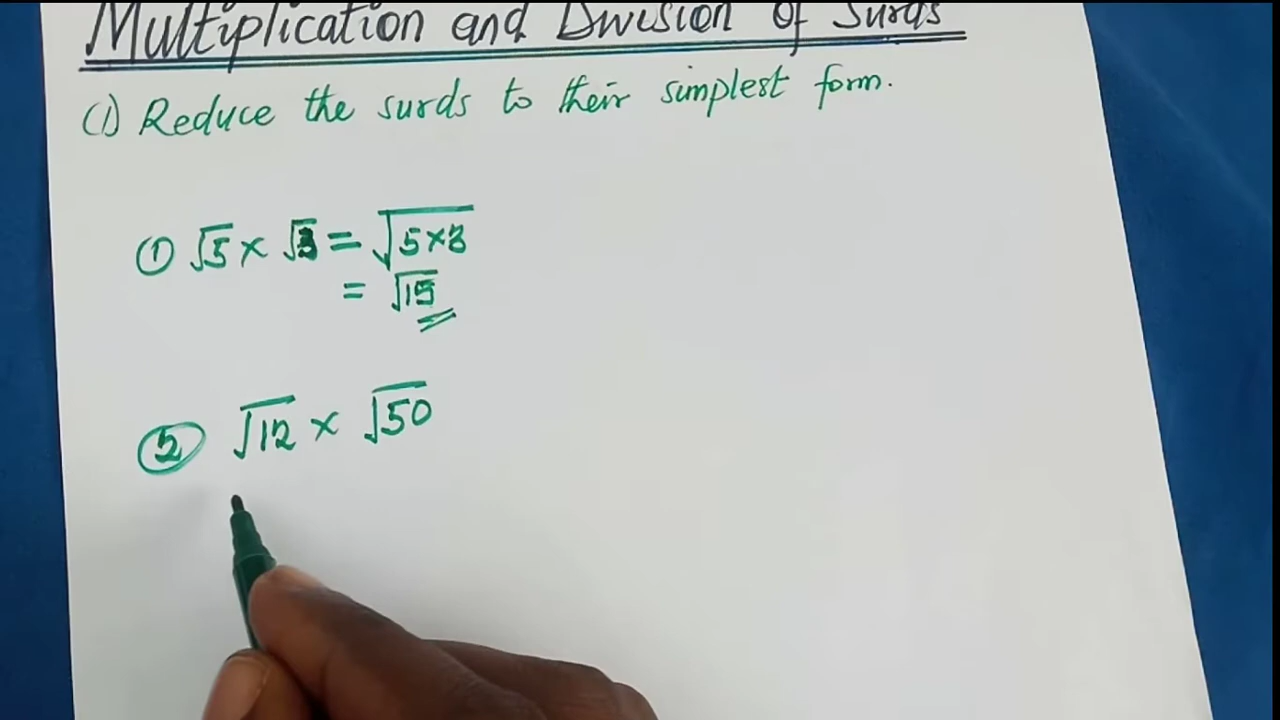 Multiplication and Division of Surds
(1) Reduce the surds to their simplest form.
① √5 × √3 = √5×3
= √15
② √12 × √50